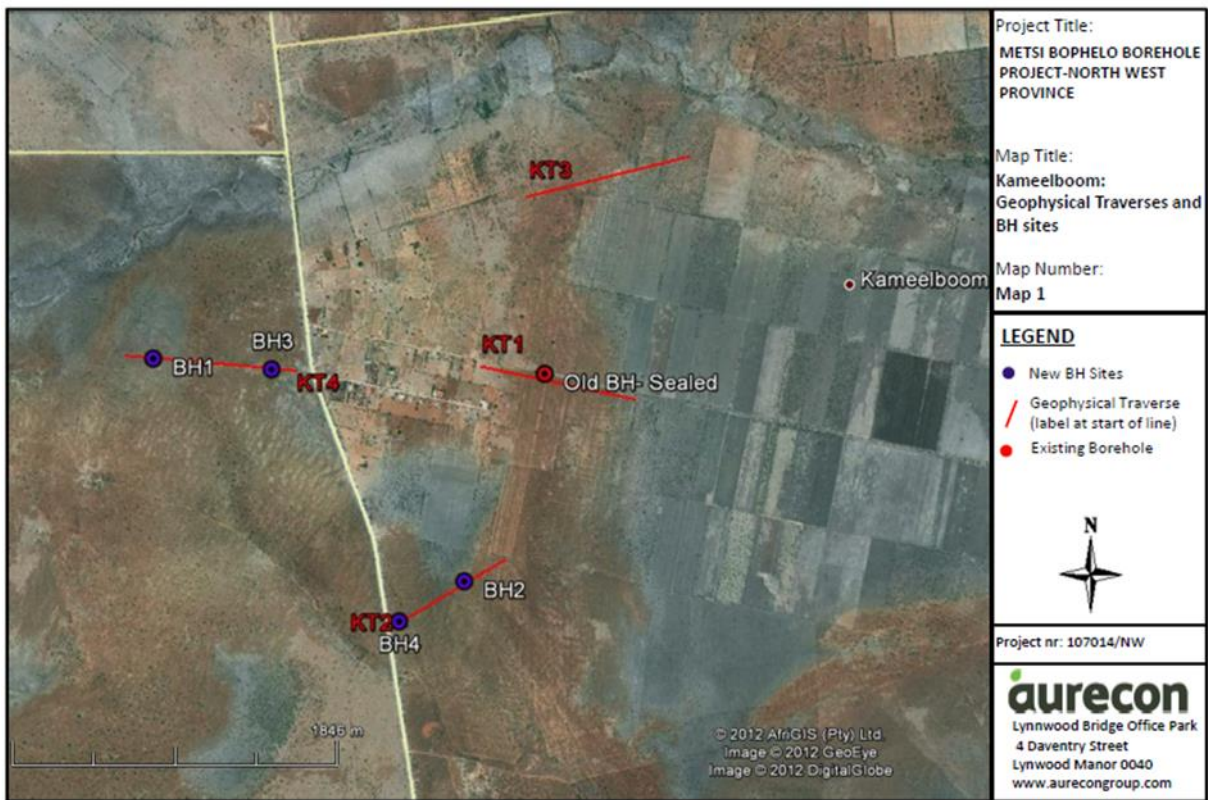 KT3
Kameelboom
BH3
BH1
KT4
KT1
Old BH- Sealed
BH2
KT2
BH4
1846 m
© 2012 AfriGIS (Pty) Ltd.
Image © 2012 GeoEye
Image © 2012 DigitalGlobe
Project Title:
METSI BOPHELO BOREHOLE
PROJECT-NORTH WEST
PROVINCE
Map Title:
Kameelboom:
Geophysical Traverses and
BH sites
Map Number:
Map 1
LEGEND
New BH Sites
Geophysical Traverse
(label at start of line)
Existing Borehole
N
Project nr: 107014/NW
aurecon
Lynnwood Bridge Office Park
4 Daventry Street
Lynwood Manor 0040
www.aurecongroup.com